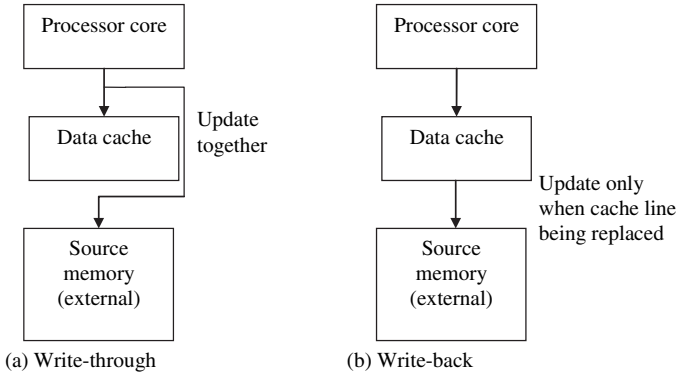 Processor core
Data cache
Update
together
Source
memory
(external)
(a) Write-through
Processor core
Data cache
Update only
when cache line
being replaced
Source
memory
(external)
(b) Write-back